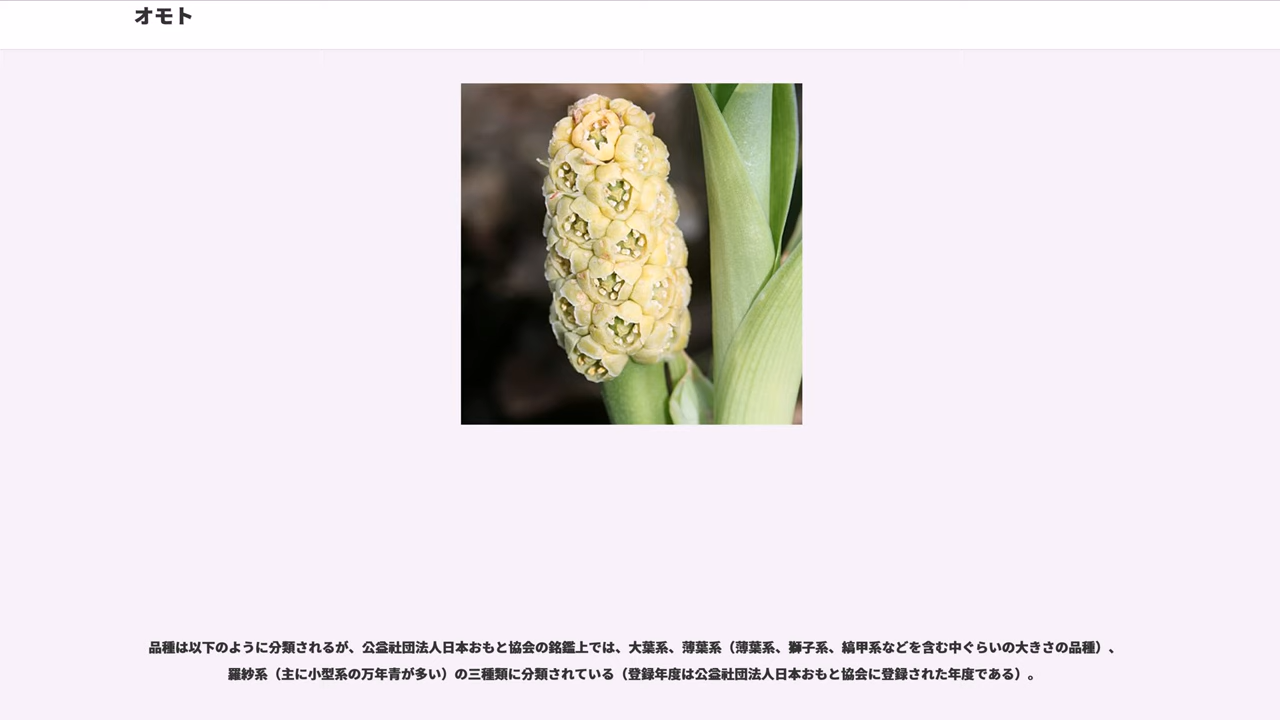 オモト
品種は以下のように分類されるが、公益社団法人日本おもと協会の銘鑑上では、大葉系、薄葉系（薄葉系、獅子系、縞甲系などを含む中ぐらいの大きさの品種）、
羅紗系（主に小型系の万年青が多い）の三種類に分類されている（登録年度は公益社団法人日本おもと協会に登録された年度である）。